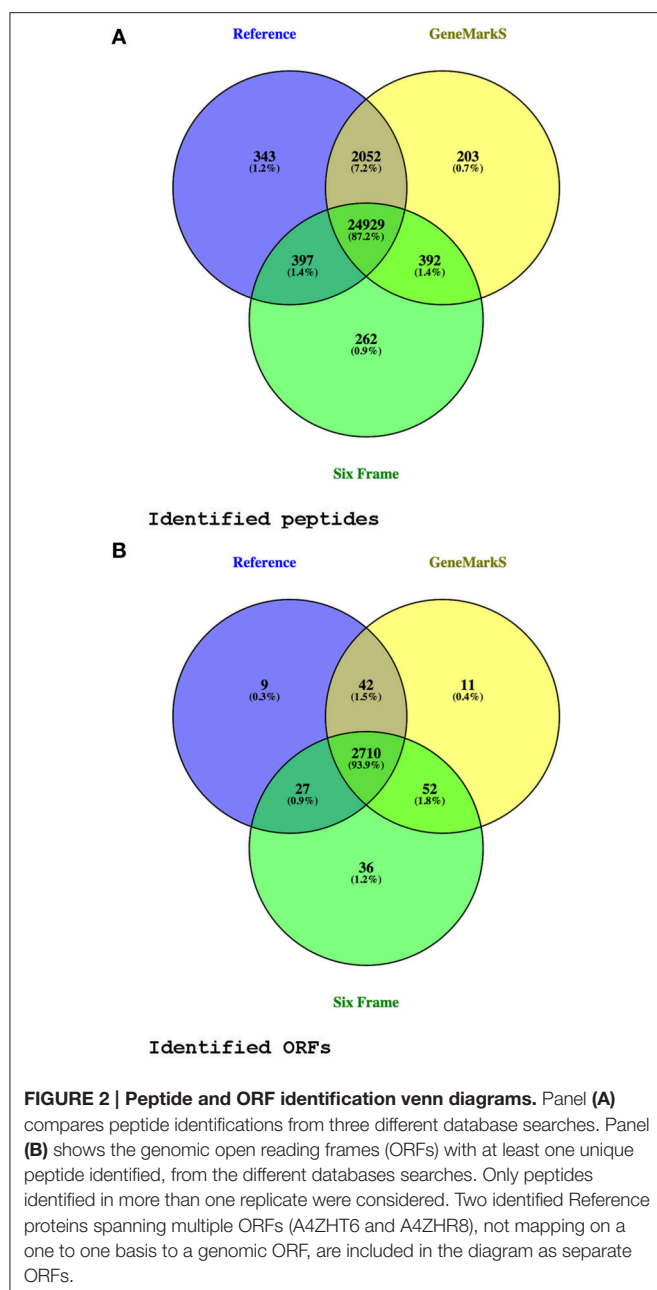 A
Reference
GeneMarkS
343
(1.2%)
2052
(7.2%)
203
(0.7%)
24929
(87.2%)
397
(1.4%)
392
(1.4%)
262
(0.9%)
Six Frame
Identified peptides
B
Reference
GeneMarkS
9
(0.3%)
42
(1.5%)
11
(0.4%)
2710
(93.9%)
27
(0.9%)
52
(1.8%)
36
(1.2%)
Six Frame
Identified ORFs
FIGURE 2 | Peptide and ORF identification venn diagrams. Panel (A)
compares peptide identifications from three different database searches. Panel
(B) shows the genomic open reading frames (ORFs) with at least one unique
peptide identified, from the different databases searches. Only peptides
identified in more than one replicate were considered. Two identified Reference
proteins spanning multiple ORFs (A4ZHT6 and A4ZHR8), not mapping on a
one to one basis to a genomic ORF, are included in the diagram as separate
ORFs.